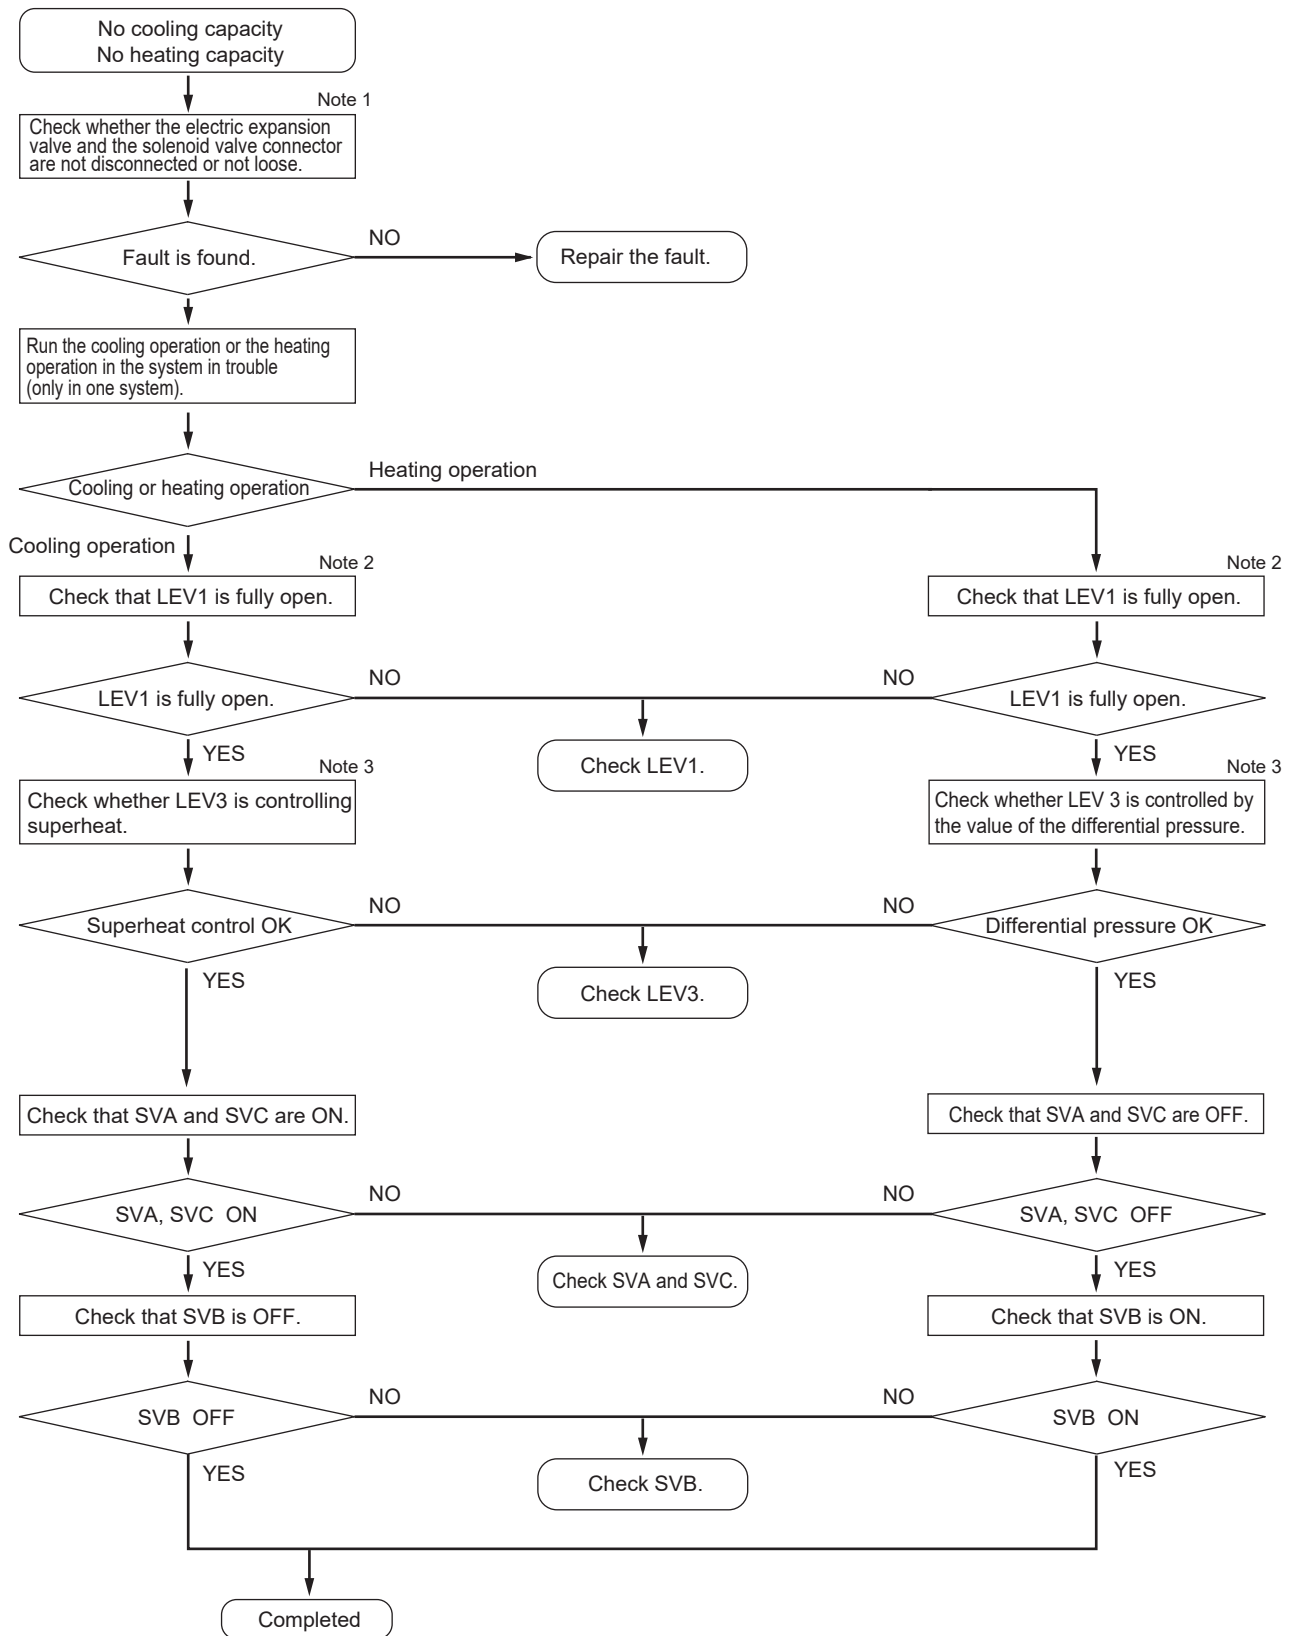 No cooling capacity
No heating capacity
Note 1
Check whether the electric expansion
valve and the solenoid valve connector
are not disconnected or not loose.
Fault is found.
NO
Repair the fault.
Run the cooling operation or the heating
operation in the system in trouble
(only in one system).
Cooling or heating operation
Heating operation
Cooling operation
Note 2
Check that LEV1 is fully open.
Note 2
Check that LEV1 is fully open.
LEV1 is fully open.
NO
NO
LEV1 is fully open.
Check LEV1.
YES
Note 3
YES
Note 3
Check whether LEV3 is controlling
superheat.
Check whether LEV 3 is controlled by
the value of the differential pressure.
Superheat control OK
NO
NO
Differential pressure OK
Check LEV3.
YES
YES
Check that SVA and SVC are ON.
Check that SVA and SVC are OFF.
SVA, SVC ON
NO
NO
SVA, SVC OFF
Check SVA and SVC.
YES
YES
Check that SVB is OFF.
Check that SVB is ON.
SVB OFF
NO
NO
SVB ON
Check SVB.
YES
YES
Completed